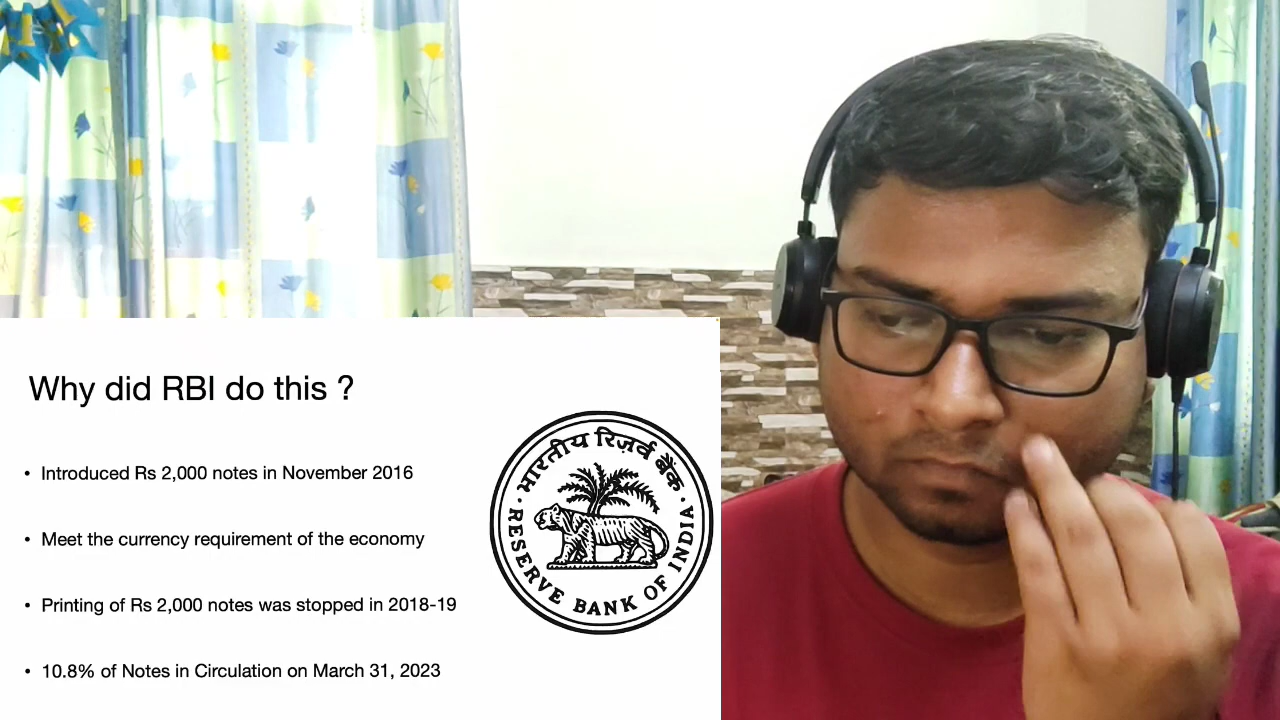 Why did RBI do this ?
• Introduced Rs 2,000 notes in November 2016
• Meet the currency requirement of the economy
• Printing of Rs 2,000 notes was stopped in 2018-19
• 10.8% of Notes in Circulation on March 31, 2023
भारतीय रिज़र्व बैंक
RESERVE BANK OF INDIA